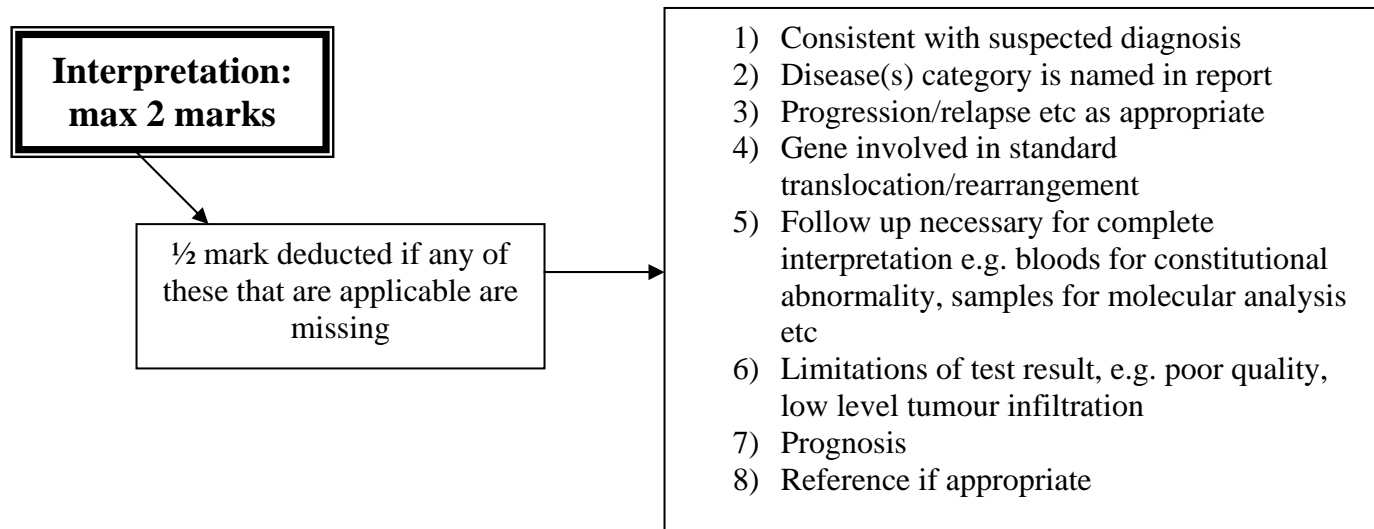 Interpretation:
max 2 marks
½ mark deducted if any of
these that are applicable are
missing
1) Consistent with suspected diagnosis
2) Disease(s) category is named in report
3) Progression/relapse etc as appropriate
4) Gene involved in standard
translocation/rearrangement
5) Follow up necessary for complete
interpretation e.g. bloods for constitutional
abnormality, samples for molecular analysis
etc
6) Limitations of test result, e.g. poor quality,
low level tumour infiltration
7) Prognosis
8) Reference if appropriate